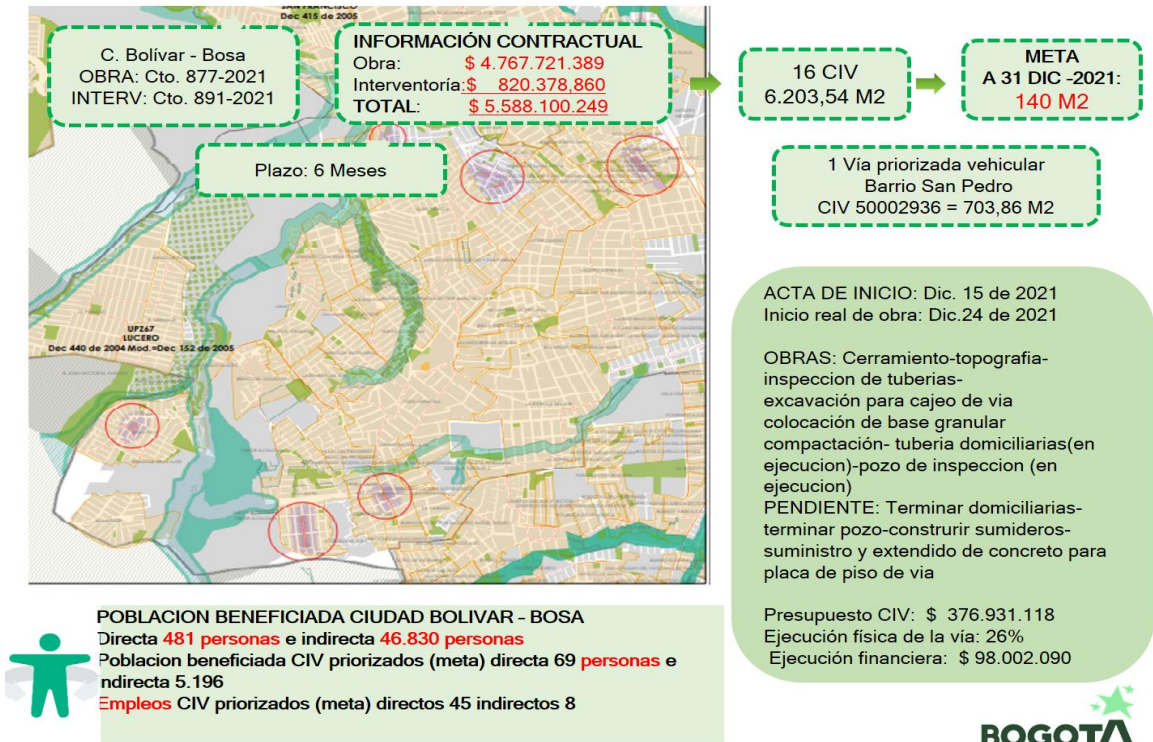 SAN FRANCISCO
Dec 415 de 2005
C. Bolívar - Bosa
OBRA: Cto. 877-2021
INTERV: Cto. 891-2021
INFORMACIÓN CONTRACTUAL
Obra: $ 4.767.721.389
Interventoría:$ 820.378,860
TOTAL: $ 5.588.100.249
16 CIV
6.203,54 M2
META
A 31 DIC -2021:
140 M2
Plazo: 6 Meses
1 Vía priorizada vehicular
Barrio San Pedro
CIV 50002936 = 703,86 M2
UPZ67
LUCERO
Dec 440 de 2004 Mod.=Dec 152 de 2005
ACTA DE INICIO: Dic. 15 de 2021
Inicio real de obra: Dic.24 de 2021
OBRAS: Cerramiento-topografia-
inspeccion de tuberias-
excavación para cajeo de via
colocación de base granular
compactación- tuberia domiciliarias(en
ejecucion)-pozo de inspeccion (en
ejecucion)
PENDIENTE: Terminar domiciliarias-
terminar pozo-construrir sumideros-
suministro y extendido de concreto para
placa de piso de via
Presupuesto CIV: $ 376.931.118
Ejecución física de la vía: 26%
Ejecución financiera: $ 98.002.090
POBLACION BENEFICIADA CIUDAD BOLIVAR - BOSA
Directa 481 personas e indirecta 46.830 personas
Poblacion beneficiada CIV priorizados (meta) directa 69 personas e
indirecta 5.196
Empleos CIV priorizados (meta) directos 45 indirectos 8
BOGOTA